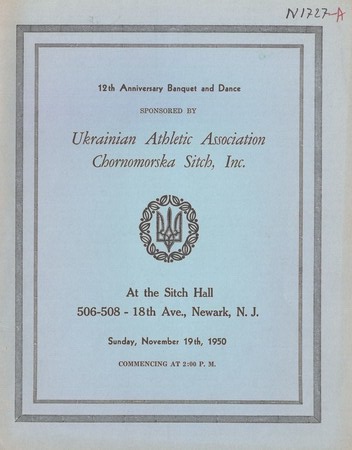 N1727-A
12th Anniversary Banquet and Dance
SPONSORED BY
Ukrainian Athletic Association
Chornomorska Sitch, Inc.
At the Sitch Hall
506-508 - 18th Ave., Newark, N. J.
Sunday, November 19th, 1950
COMMENCING AT 2:00 P. M.